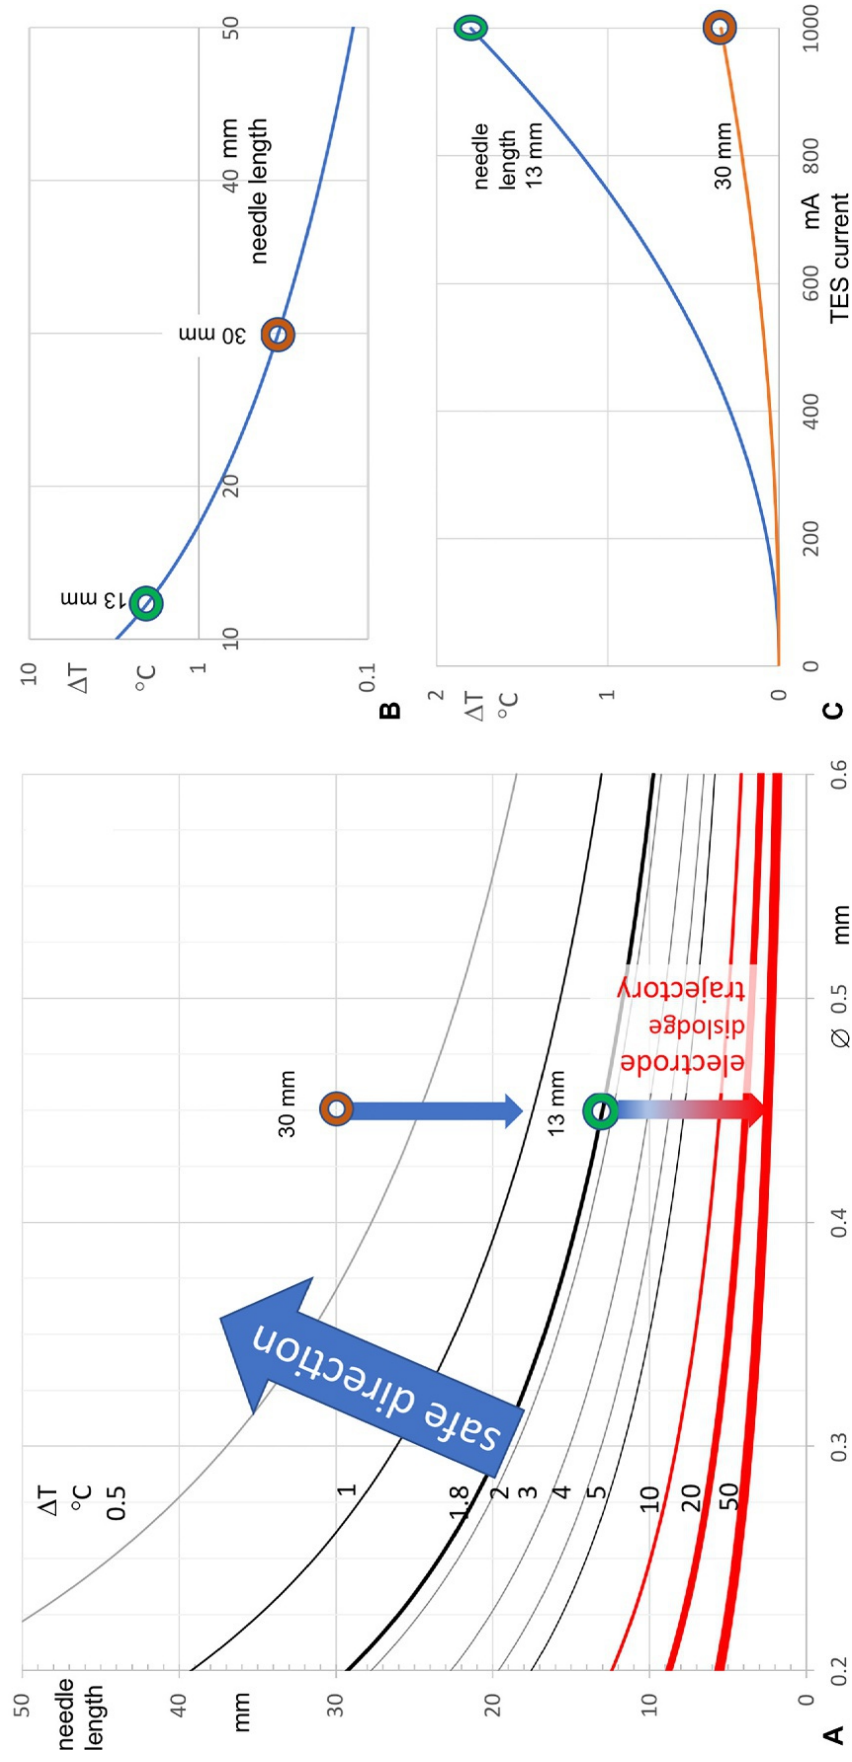 50
needle
length
40
mm
30
20
10
0
ΔT
°C
0.5
1
1.8
2
3
4
5
10
20
50
safe direction
30 mm
13 mm
electrode
dislodge
trajectory
0.2
0.3
0.4
0.5
0.6
Ø
mm
A
10
ΔT
°C
1
0.1
13 mm
30 mm
10
20
40 mm
50
needle length
B
2
ΔT
°C
1
0
needle
length
13 mm
30 mm
0
200
400
600
mA
800
1000
TES current
C